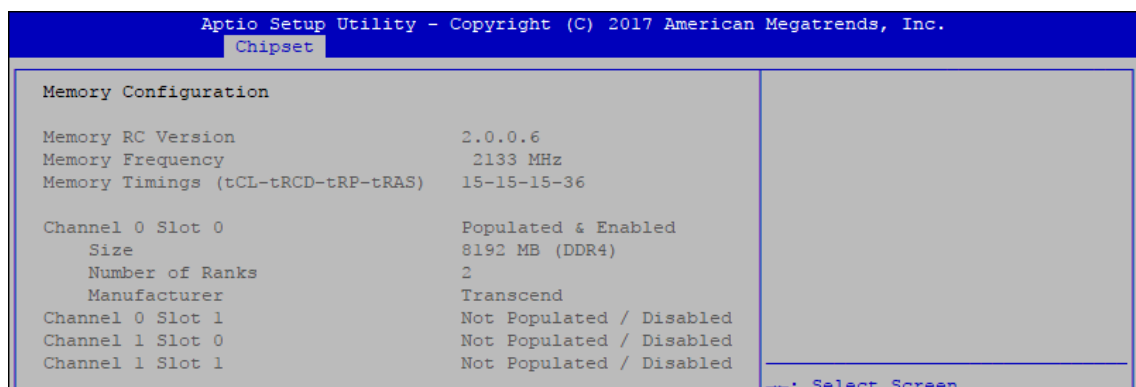 Aptio Setup Utility - Copyright (C) 2017 American Megatrends, Inc.
Chipset
Memory Configuration
Memory RC Version 2.0.0.6
Memory Frequency 2133 MHz
Memory Timings (tCL-tRCD-tRP-tRAS) 15-15-15-36
Channel 0 Slot 0 Populated & Enabled
Size 8192 MB (DDR4)
Number of Ranks 2
Manufacturer Transcend
Channel 0 Slot 1 Not Populated / Disabled
Channel 1 Slot 0 Not Populated / Disabled
Channel 1 Slot 1 Not Populated / Disabled
: Select Screen